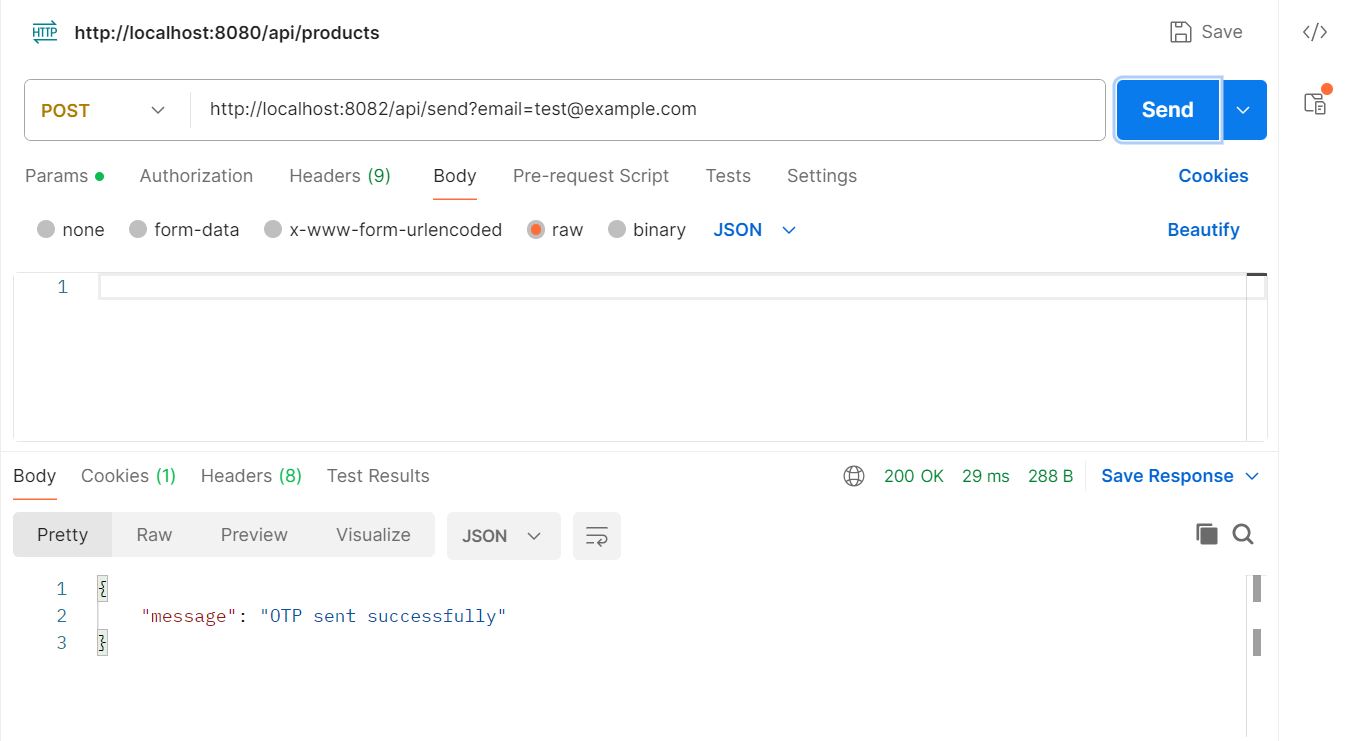 HTTP http://localhost:8080/api/products Save </>
POST http://localhost:8082/api/send?email=test@example.com Send
Params Authorization Headers (9) Body Pre-request Script Tests Settings Cookies
none form-data x-www-form-urlencoded raw binary JSON Beautify
1
Body Cookies (1) Headers (8) Test Results 200 OK 29 ms 288 B Save Response
Pretty Raw Preview Visualize JSON
1 {
2 "message": "OTP sent successfully"
3 }